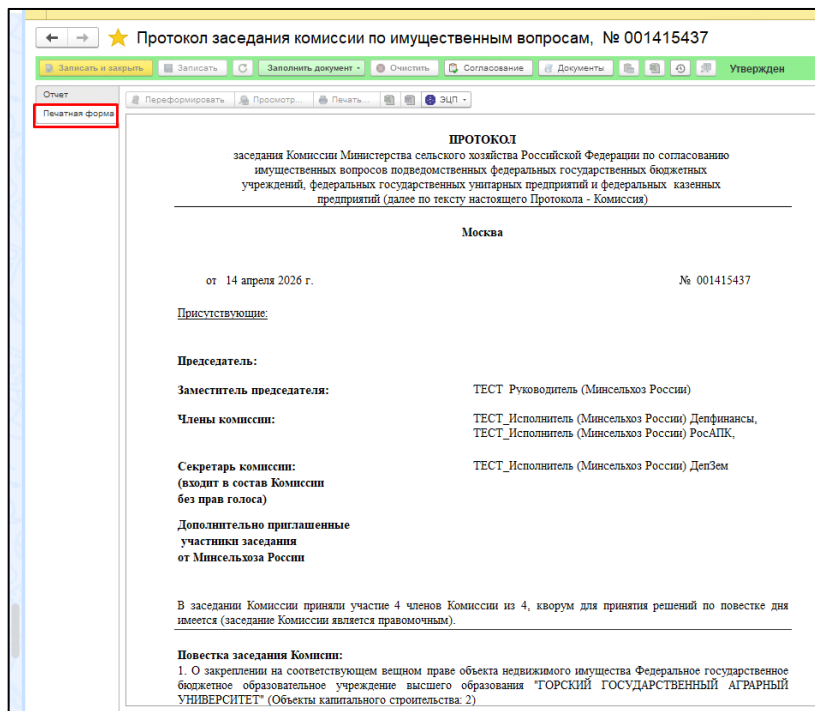 Протокол заседания комиссии по имущественным вопросам, № 001415437
Записать и закрыть Записать Заполнить документ Очистить Согласование Документы Утвержден
Отчет
Печатная форма
Переформировать Просмотр... Печать... ЭЦП
ПРОТОКОЛ
заседания Комиссии Министерства сельского хозяйства Российской Федерации по согласованию
имущественных вопросов подведомственных федеральных государственных бюджетных
учреждений, федеральных государственных унитарных предприятий и федеральных казенных
предприятий (далее по тексту настоящего Протокола - Комиссия)
Москва
от 14 апреля 2026 г. № 001415437
Присутствующие:
Председатель:
Заместитель председателя: ТЕСТ_Руководитель (Минсельхоз России)
Члены комиссии: ТЕСТ_Исполнитель (Минсельхоз России) Депфинансы,
ТЕСТ_Исполнитель (Минсельхоз России) РосАПК,
Секретарь комиссии: ТЕСТ_Исполнитель (Минсельхоз России) ДепЗем
(входит в состав Комиссии
без прав голоса)
Дополнительно приглашенные
участники заседания
от Минсельхоза России
В заседании Комиссии приняли участие 4 членов Комиссии из 4, кворум для принятия решений по повестке дня
имеется (заседание Комиссии является правомочным).
Повестка заседания Комисии:
1. О закреплении на соответствующем вещном праве объекта недвижимого имущества Федеральное государственное
бюджетное образовательное учреждение высшего образования "ГОРСКИЙ ГОСУДАРСТВЕННЫЙ АГРАРНЫЙ
УНИВЕРСИТЕТ" (Объекты капитального строительства: 2)